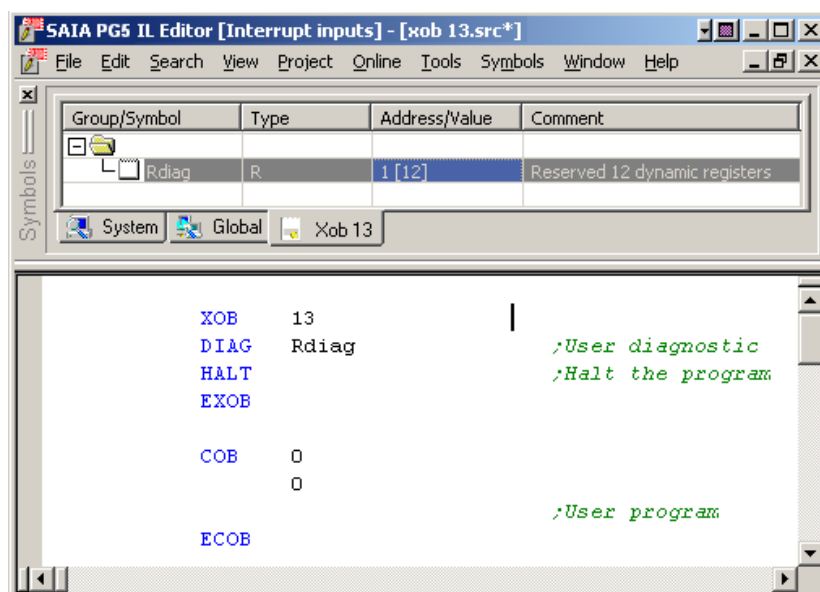 SAIA PG5 IL Editor [Interrupt inputs] - [xob 13.src*]
File Edit Search View Project Online Tools Symbols Window Help
Symbols
Group/Symbol Type Address/Value Comment
Rdiag R 1 [12] Reserved 12 dynamic registers
System Global Xob 13
XOB 13
DIAG Rdiag ;User diagnostic
HALT ;Halt the program
EXOB
COB 0
0
;User program
ECOB